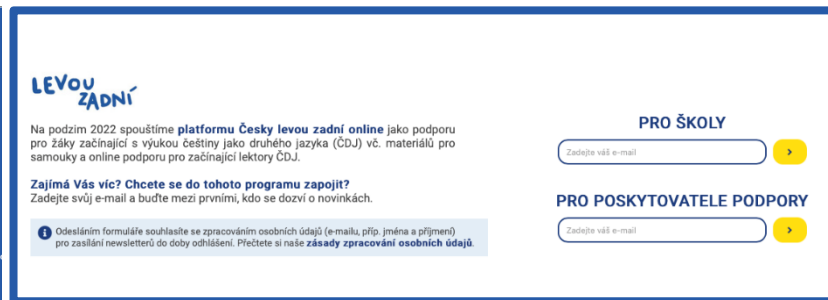 LEVOU
ZADNÍ
Na podzim 2022 spouštíme platformu Česky levou zadní online jako podporu
pro žáky začínající s výukou češtiny jako druhého jazyka (ČDJ) vč. materiálů pro
samouky a online podporu pro začínající lektory ČDJ.
Zajímá Vás víc? Chcete se do tohoto programu zapojit?
Zadejte svůj e-mail a buďte mezi prvními, kdo se dozví o novinkách.
Odesláním formuláře souhlasíte se zpracováním osobních údajů (e-mailu, příp. jména a příjmení)
pro zasílání newsletterů do doby odhlášení. Přečtete si naše zásady zpracování osobních údajů.
PRO ŠKOLY
Zadejte váš e-mail
PRO POSKYTOVATELE PODPORY
Zadejte váš e-mail